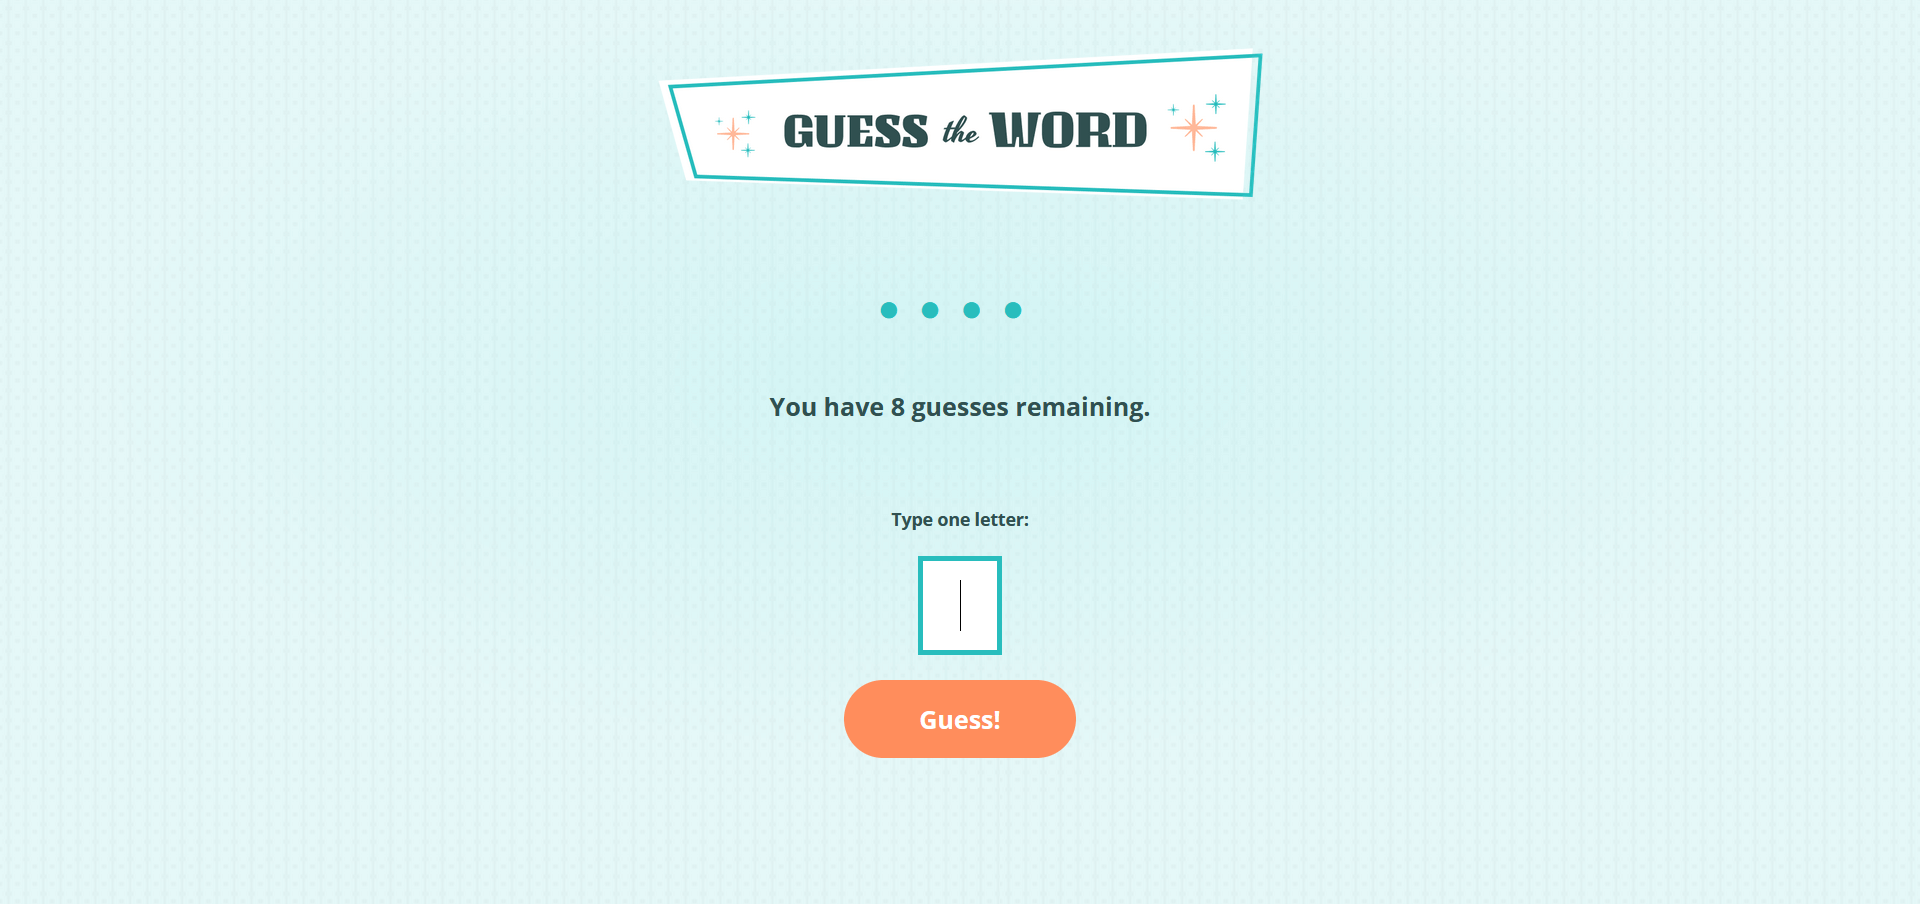 GUESS the WORD
● ● ● ●
You have 8 guesses remaining.
Type one letter:
Guess!